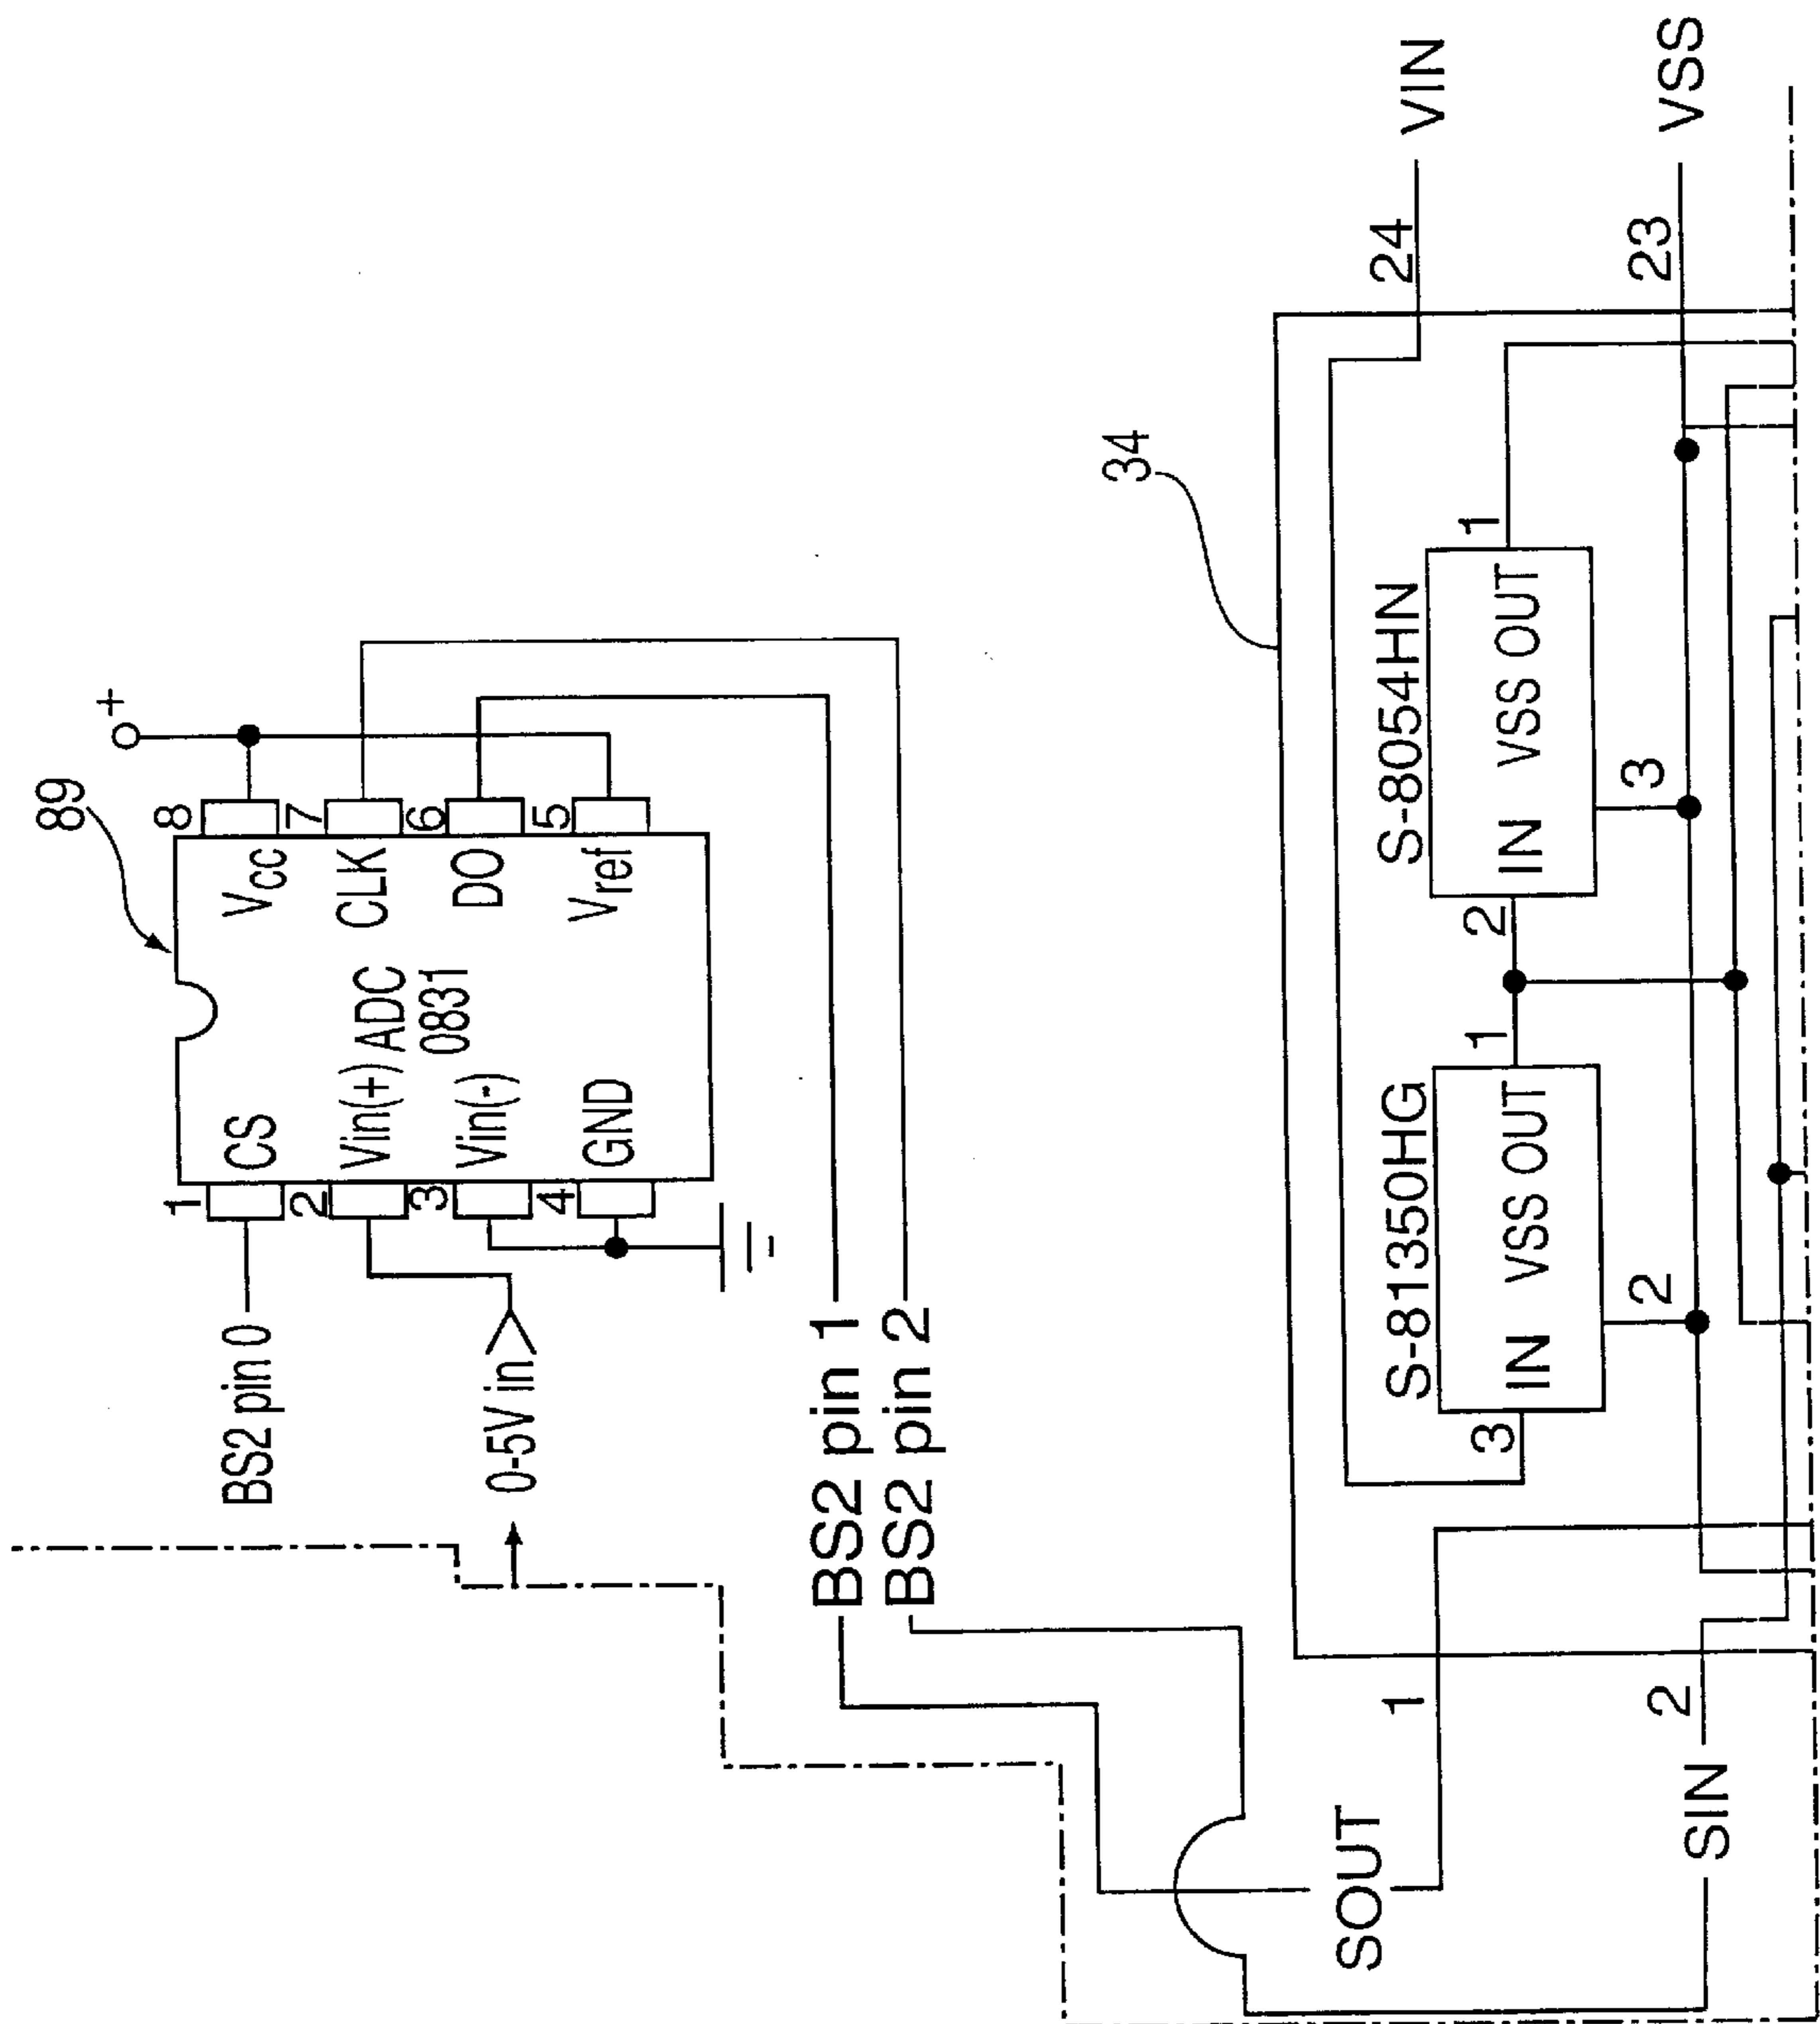 89
+
1
CS
Vcc
8
BS2 pin 0
2
Vin(+)
ADC
0831
CLK
7
3
Vin(-)
DO
6
0-5V in
4
GND
Vref
5
BS2 pin 1
BS2 pin 2
34
SOUT
1
24
VIN
S-81350HG
S-8054HN
3
IN VSS OUT
1
2
IN VSS OUT
1
2
3
SIN
2
23
VSS